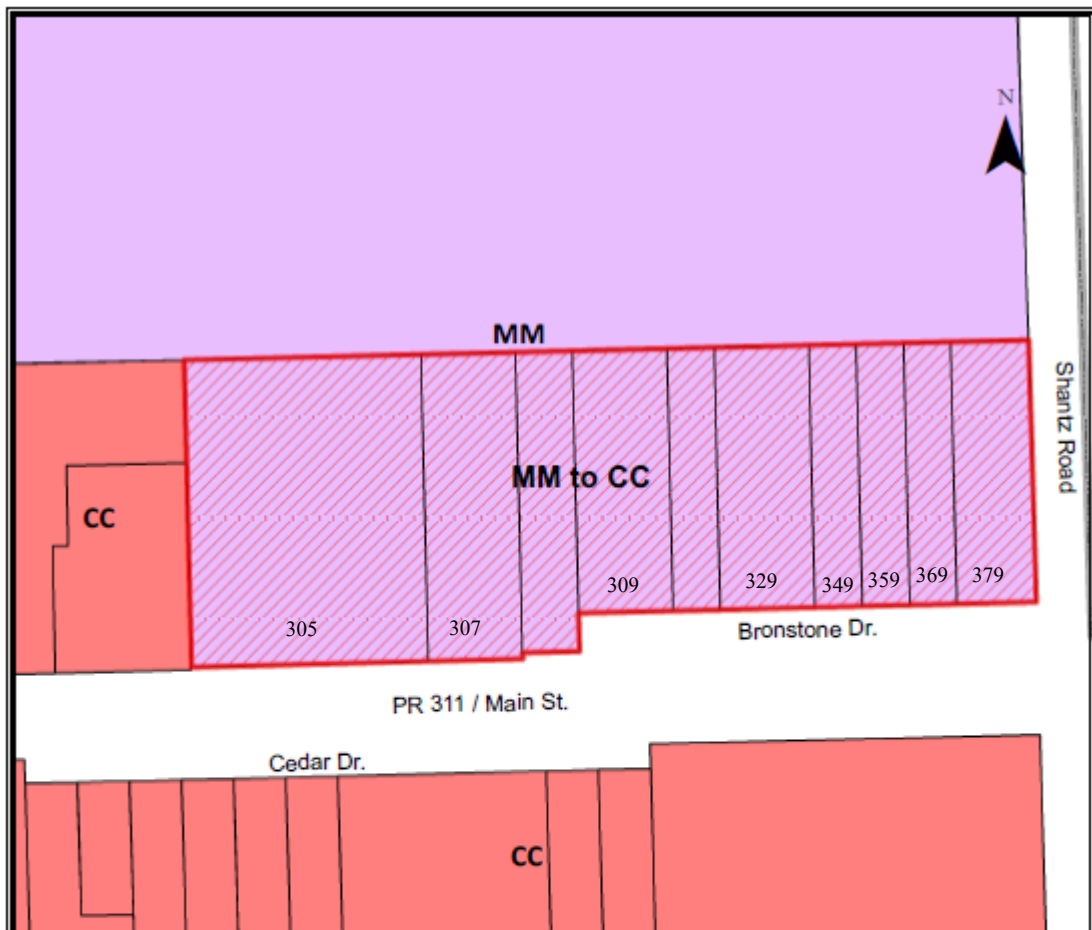 N
MM
Shantz Road
MM to CC
CC
309
329
349
359
369
379
305
307
Bronstone Dr.
PR 311 / Main St.
Cedar Dr.
CC